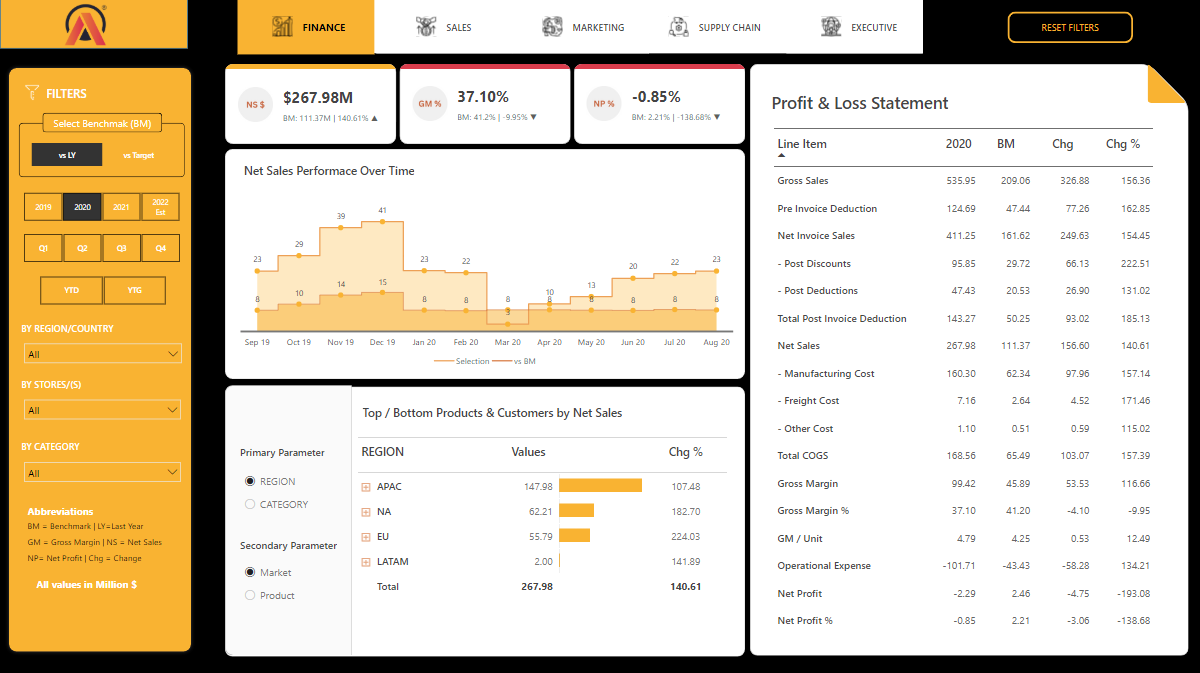 FINANCE
SALES
MARKETING
SUPPLY CHAIN
EXECUTIVE
RESET FILTERS
FILTERS
Select Benchmak (BM)
vs LY
vs Target
2019 2020 2021 2022 Est
Q1 Q2 Q3 Q4
YTD YTG
BY REGION/COUNTRY
All
BY STORES/(S)
All
BY CATEGORY
All
Abbreviations
BM = Benchmark | LY=Last Year
GM = Gross Margin | NS = Net Sales
NP= Net Profit | Chg = Change
All values in Million $
NS $ $267.98M
BM: 111.37M | 140.61% ▲
GM % 37.10%
BM: 41.2% | -9.95% ▼
NP % -0.85%
BM: 2.21% | -138.68% ▼
Net Sales Performace Over Time
23 29 39 41 23 22 3 10 13 20 22 23
8 10 14 15 8 8 8 8 8 8 8 8
Sep 19 Oct 19 Nov 19 Dec 19 Jan 20 Feb 20 Mar 20 Apr 20 May 20 Jun 20 Jul 20 Aug 20
Selection vs BM
Primary Parameter
REGION
CATEGORY
Secondary Parameter
Market
Product
Top / Bottom Products & Customers by Net Sales
REGION Values Chg %
APAC 147.98 107.48
NA 62.21 182.70
EU 55.79 224.03
LATAM 2.00 141.89
Total 267.98 140.61
Profit & Loss Statement
Line Item 2020 BM Chg Chg %
Gross Sales 535.95 209.06 326.88 156.36
Pre Invoice Deduction 124.69 47.44 77.26 162.85
Net Invoice Sales 411.25 161.62 249.63 154.45
- Post Discounts 95.85 29.72 66.13 222.51
- Post Deductions 47.43 20.53 26.90 131.02
Total Post Invoice Deduction 143.27 50.25 93.02 185.13
Net Sales 267.98 111.37 156.60 140.61
- Manufacturing Cost 160.30 62.34 97.96 157.14
- Freight Cost 7.16 2.64 4.52 171.46
- Other Cost 1.10 0.51 0.59 115.02
Total COGS 168.56 65.49 103.07 157.39
Gross Margin 99.42 45.89 53.53 116.66
Gross Margin % 37.10 41.20 -4.10 -9.95
GM / Unit 4.79 4.25 0.53 12.49
Operational Expense -101.71 -43.43 -58.28 134.21
Net Profit -2.29 2.46 -4.75 -193.08
Net Profit % -0.85 2.21 -3.06 -138.68